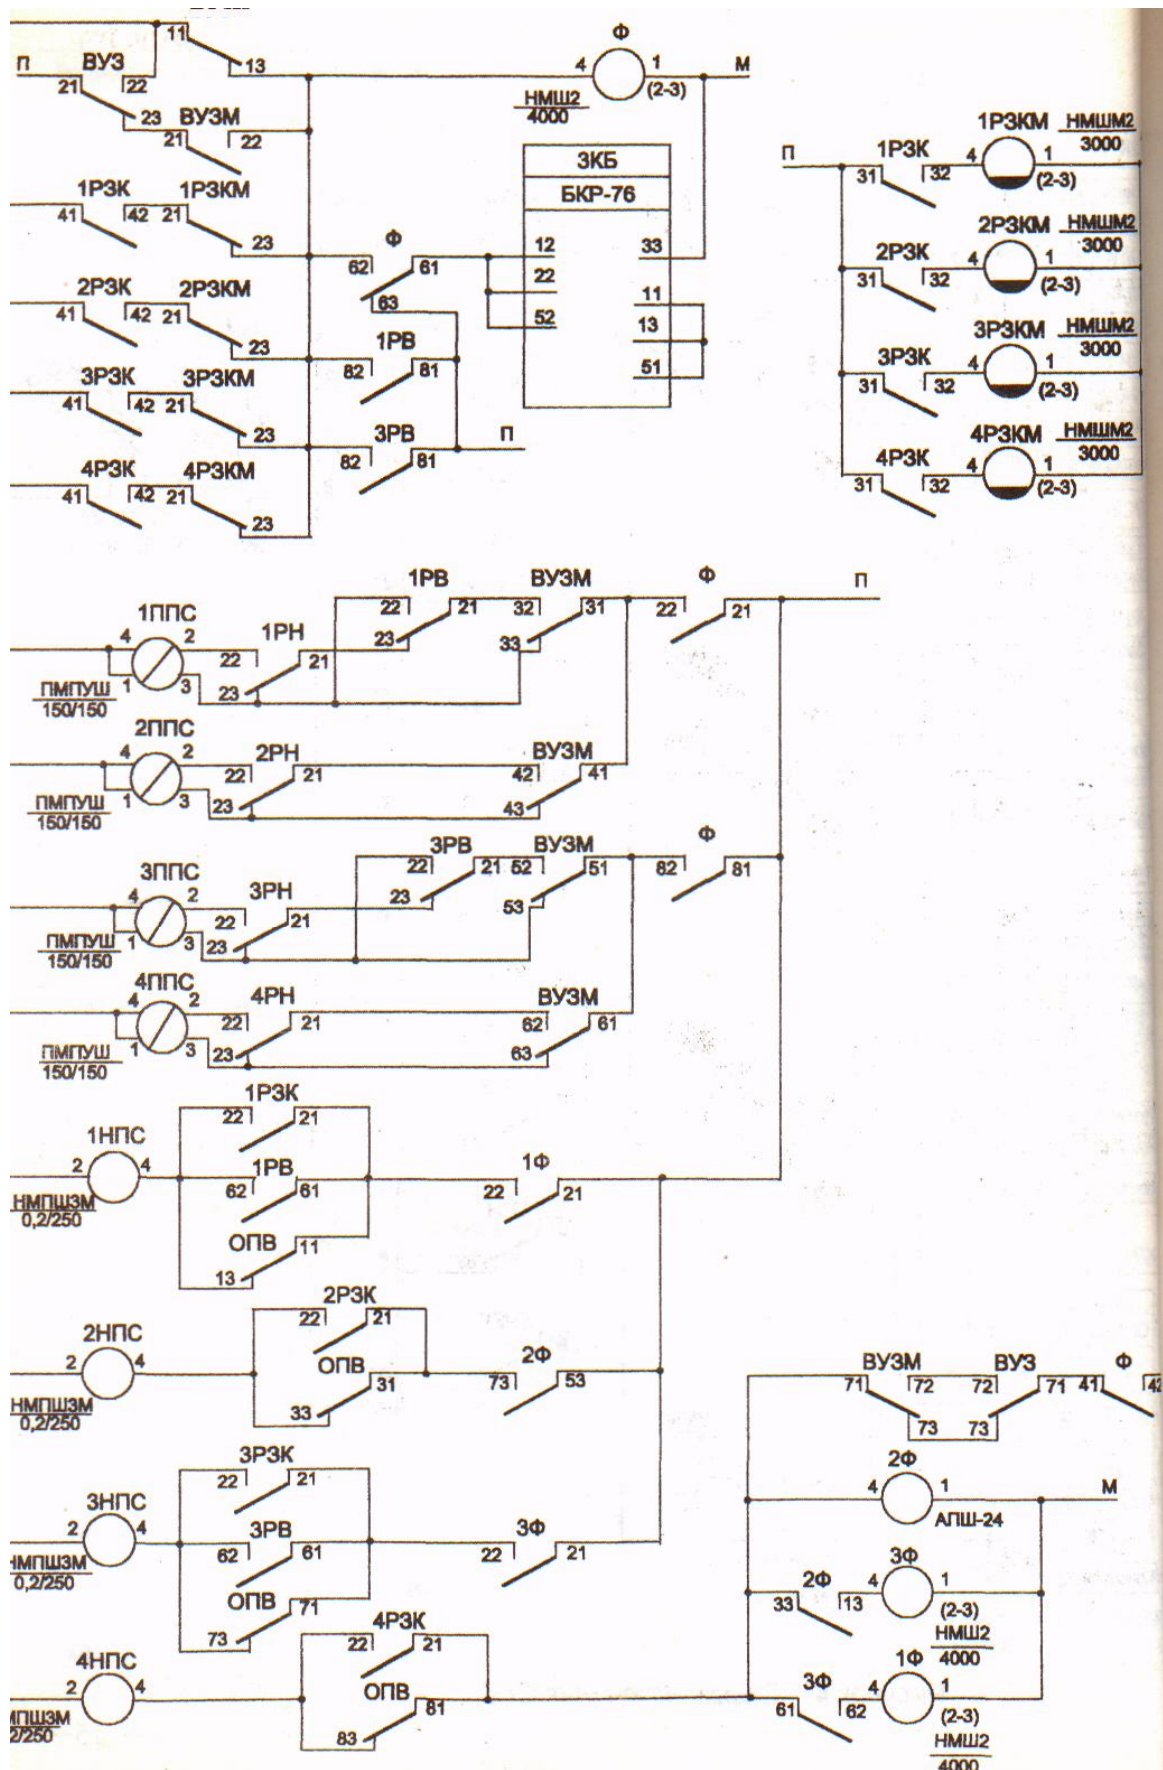 11
13
П
ВУЗ
21 22
23
ВУЗМ
21 22
Ф
4 1
(2-3)
М
НМШ2
4000
ЗКБ
БКР-76
12
22
52
33
11
13
51
1РЗК 1РЗКМ
41 42 21
23
2РЗК 2РЗКМ
41 42 21
23
3РЗК 3РЗКМ
41 42 21
23
4РЗК 4РЗКМ
41 42 21
23
Ф
62 61
63
1РВ
82 81
3РВ
82 81
П
П
1РЗК
31 32
1РЗКМ
4 1
(2-3)
НМШМ2
3000
2РЗК
31 32
2РЗКМ
4 1
(2-3)
НМШМ2
3000
3РЗК
31 32
3РЗКМ
4 1
(2-3)
НМШМ2
3000
4РЗК
31 32
4РЗКМ
4 1
(2-3)
НМШМ2
3000
1РВ ВУЗМ Ф П
22 21 32 31 22 21
23 33
1ППС 1РН
4 2 22 21
1 3 23
ПМПУШ
150/150
2ППС 2РН ВУЗМ
4 2 22 21 42 41
1 3 23 43
ПМПУШ
150/150
3РВ ВУЗМ Ф
22 21 52 51 82 81
23 53
3ППС 3РН
4 2 22 21
1 3 23
ПМПУШ
150/150
4ППС 4РН ВУЗМ
4 2 22 21 62 61
1 3 23 63
ПМПУШ
150/150
1РЗК
22 21
1НПС 1РВ 1Ф
2 4 62 61 22 21
НМПШ3М
0,2/250
ОПВ
11
13
2РЗК
22 21
2НПС ОПВ 2Ф
2 4 31 73 53
33
НМПШ3М
0,2/250
ВУЗМ ВУЗ Ф
71 72 72 71 41 42
73 73
3РЗК
22 21
3НПС 3РВ 3Ф
2 4 62 61 22 21
НМПШ3М
0,2/250
ОПВ
71
73
2Ф
4 1 М
АПШ-24
2Ф 3Ф
33 13 4 1
(2-3)
НМШ2
4000
4РЗК
22 21
4НПС ОПВ
2 4 81
83
МПШ3М
2/250
3Ф 1Ф
61 62 4 1
(2-3)
НМШ2
4000